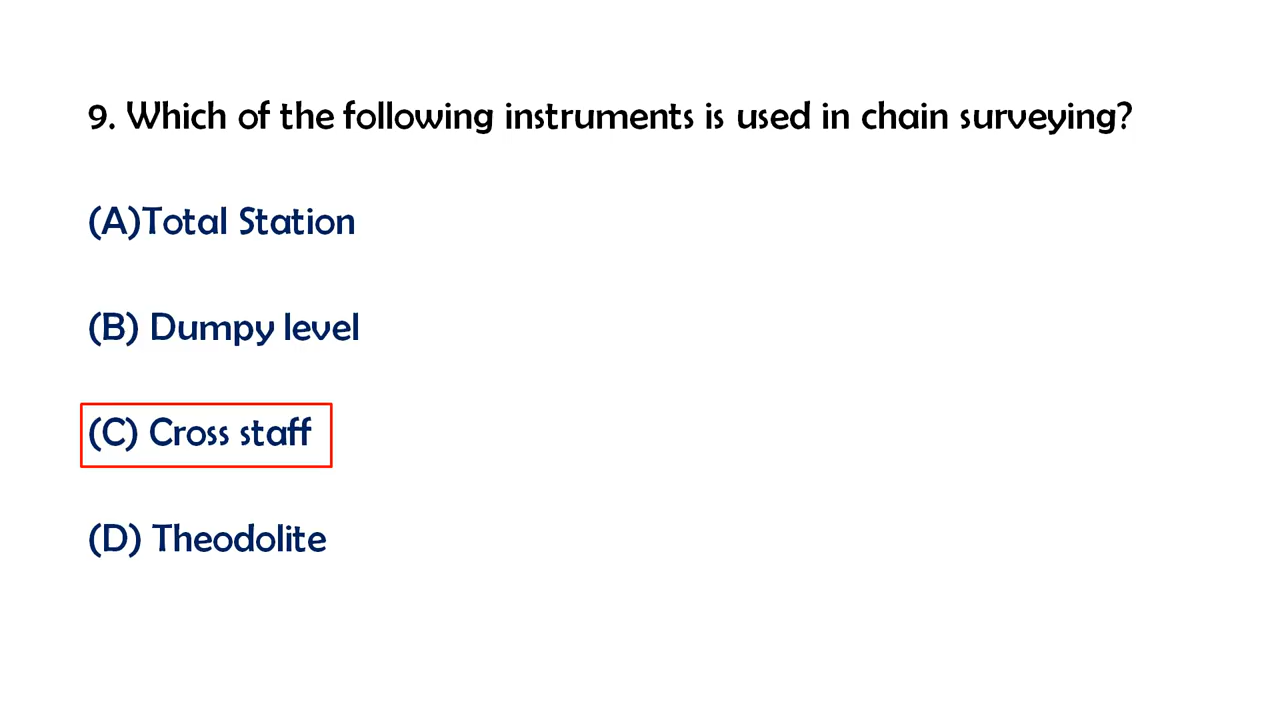 9. Which of the following instruments is used in chain surveying?
(A)Total Station
(B) Dumpy level
(C) Cross staff
(D) Theodolite